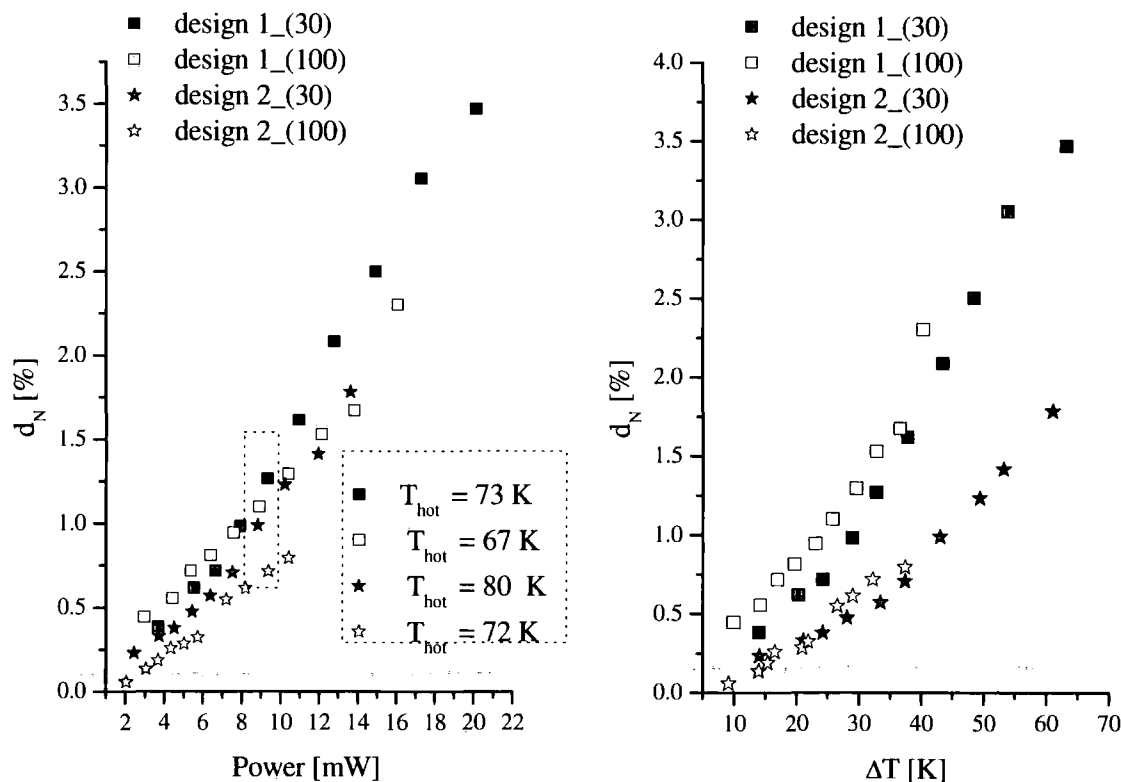 design 1_(30)
design 1_(100)
design 2_(30)
design 2_(100)
3.5
3.0
2.5
2.0
1.5
1.0
0.5
0.0
d_N [%]
T_hot = 73 K
T_hot = 67 K
T_hot = 80 K
T_hot = 72 K
2 4 6 8 10 12 14 16 18 20 22
Power [mW]
design 1_(30)
design 1_(100)
design 2_(30)
design 2_(100)
4.0
3.5
3.0
2.5
2.0
1.5
1.0
0.5
0.0
d_N [%]
10 20 30 40 50 60 70
ΔT [K]